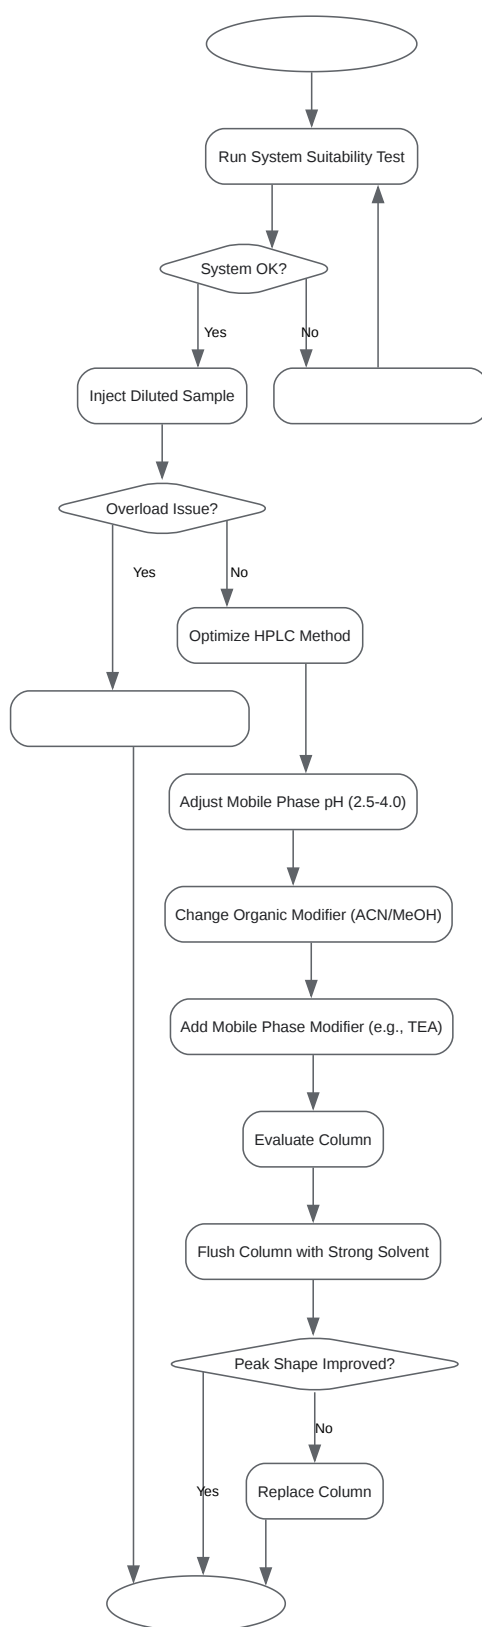 Run System Suitability Test
System OK?
Yes
No
Inject Diluted Sample
Overload Issue?
Yes
No
Optimize HPLC Method
Adjust Mobile Phase pH (2.5-4.0)
Change Organic Modifier (ACN/MeOH)
Add Mobile Phase Modifier (e.g., TEA)
Evaluate Column
Flush Column with Strong Solvent
Peak Shape Improved?
No
Yes
Replace Column